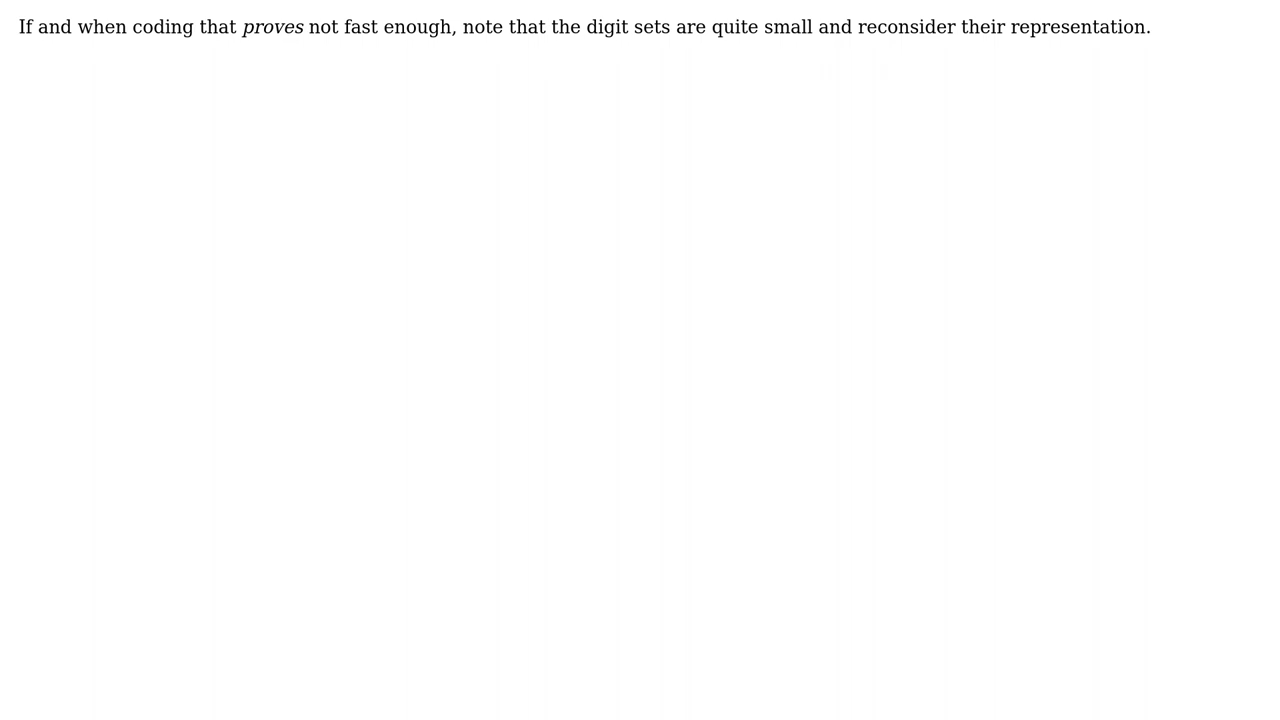 If and when coding that proves not fast enough, note that the digit sets are quite small and reconsider their representation.